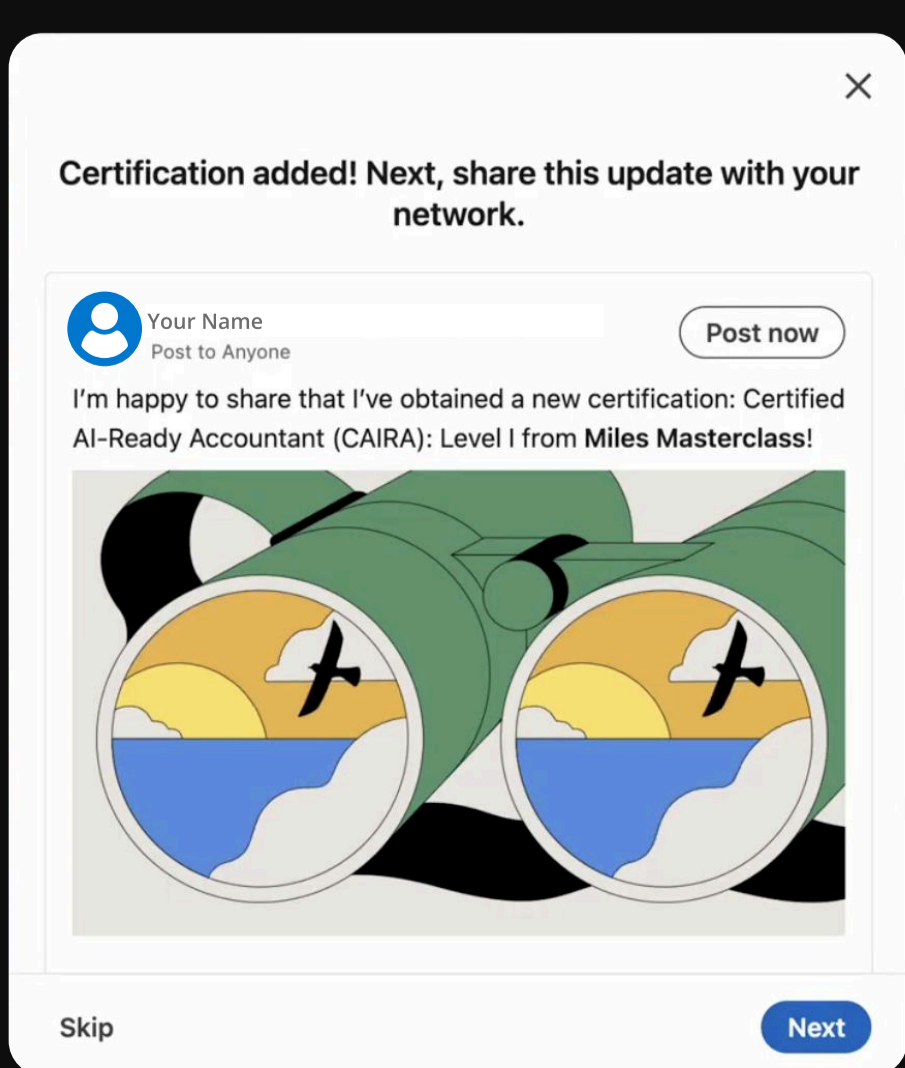 Certification added! Next, share this update with your
network.
Your Name
Post to Anyone
Post now
I’m happy to share that I’ve obtained a new certification: Certified
AI-Ready Accountant (CAIRA): Level I from Miles Masterclass!
Skip
Next